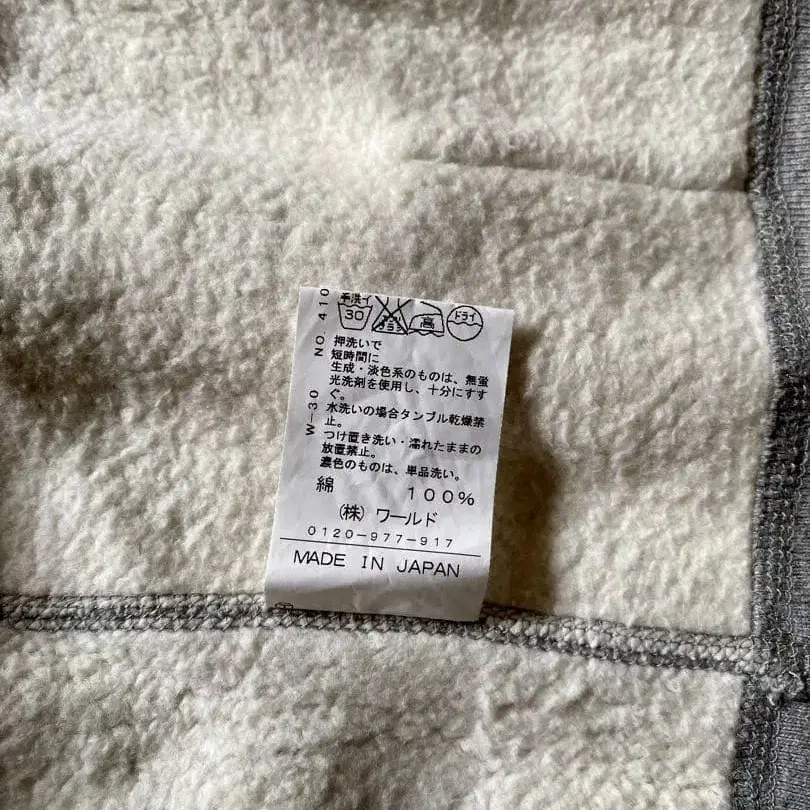 手洗イ
30
高
ドライ
押洗いで
短時間に
生成・淡色系のものは、無蛍
光洗剤を使用し、十分にすす
ぐ。
水洗いの場合タンブル乾燥禁
止。
つけ置き洗い・濡れたままの
放置禁止。
濃色のものは、単品洗い。
綿 100%
(株) ワールド
0120-977-917
MADE IN JAPAN
NO. 410
W-30